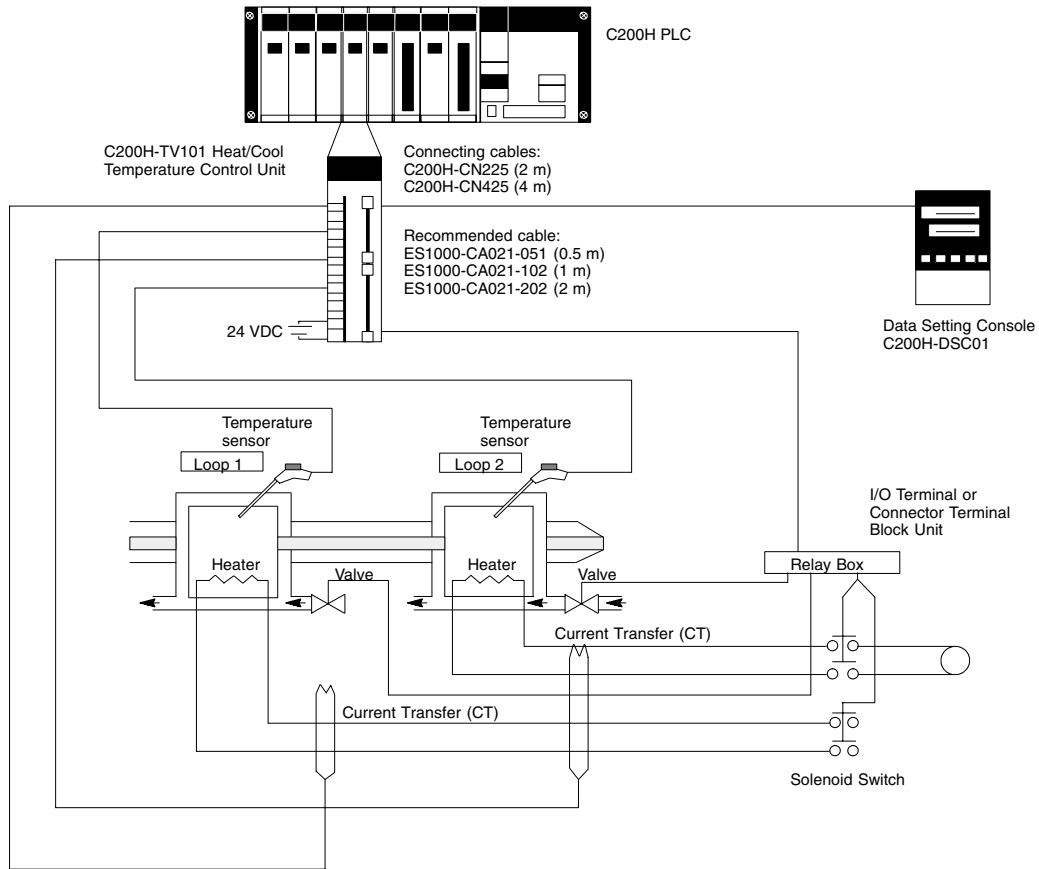 C200H PLC
C200H-TV101 Heat/Cool
Temperature Control Unit
Connecting cables:
C200H-CN225 (2 m)
C200H-CN425 (4 m)
Recommended cable:
ES1000-CA021-051 (0.5 m)
ES1000-CA021-102 (1 m)
ES1000-CA021-202 (2 m)
24 VDC
Data Setting Console
C200H-DSC01
Temperature
sensor
Loop 1
Temperature
sensor
Loop 2
I/O Terminal or
Connector Terminal
Block Unit
Relay Box
Heater
Valve
Heater
Valve
Current Transfer (CT)
Current Transfer (CT)
Solenoid Switch